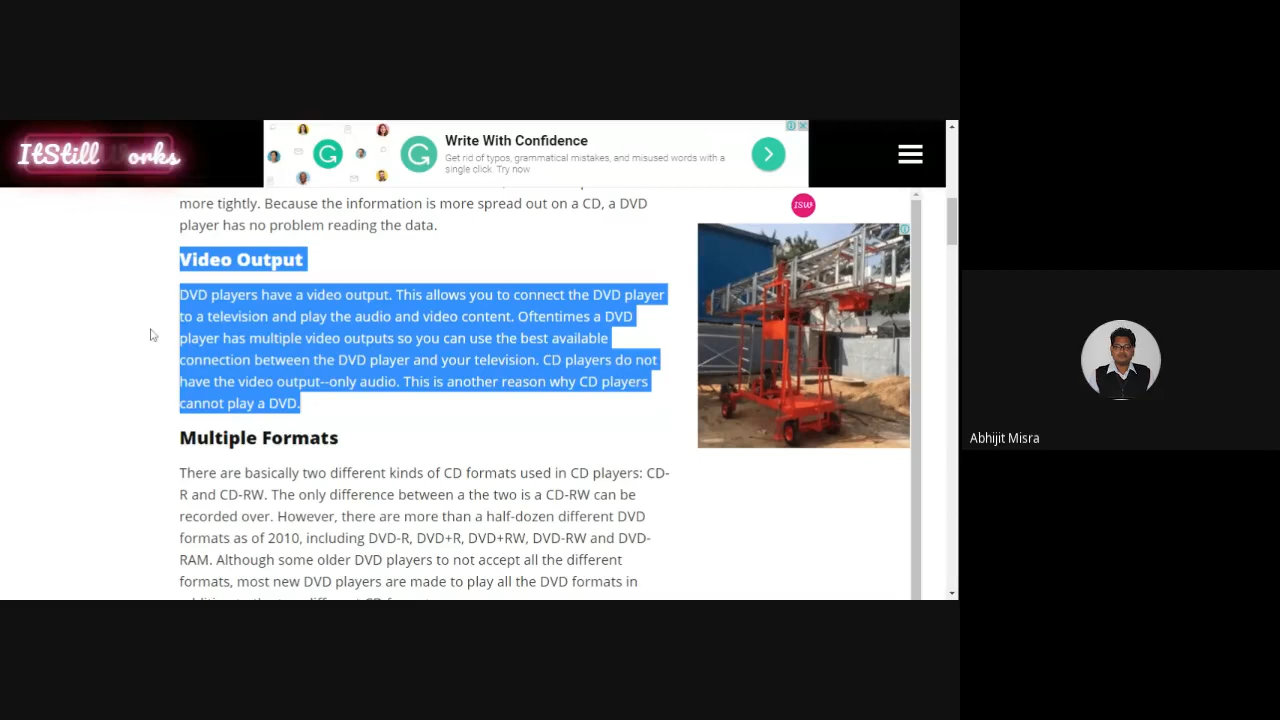 ItStill Works
Write With Confidence
Get rid of typos, grammatical mistakes, and misused words with a
single click. Try now
more tightly. Because the information is more spread out on a CD, a DVD
player has no problem reading the data.
ISW
Video Output
DVD players have a video output. This allows you to connect the DVD player
to a television and play the audio and video content. Oftentimes a DVD
player has multiple video outputs so you can use the best available
connection between the DVD player and your television. CD players do not
have the video output--only audio. This is another reason why CD players
cannot play a DVD.
Multiple Formats
There are basically two different kinds of CD formats used in CD players: CD-
R and CD-RW. The only difference between a the two is a CD-RW can be
recorded over. However, there are more than a half-dozen different DVD
formats as of 2010, including DVD-R, DVD+R, DVD+RW, DVD-RW and DVD-
RAM. Although some older DVD players to not accept all the different
formats, most new DVD players are made to play all the DVD formats in
Abhijit Misra